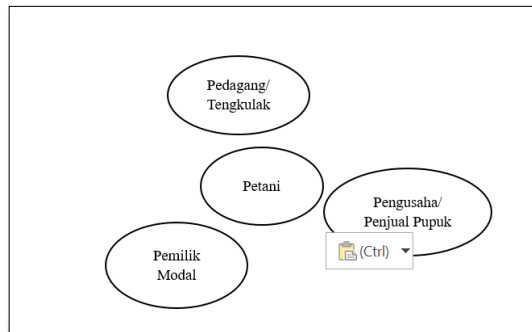 Pedagang/
Tengkulak
Petani
Pengusaha/
Penjual Pupuk
(Ctrl)
Pemilik
Modal